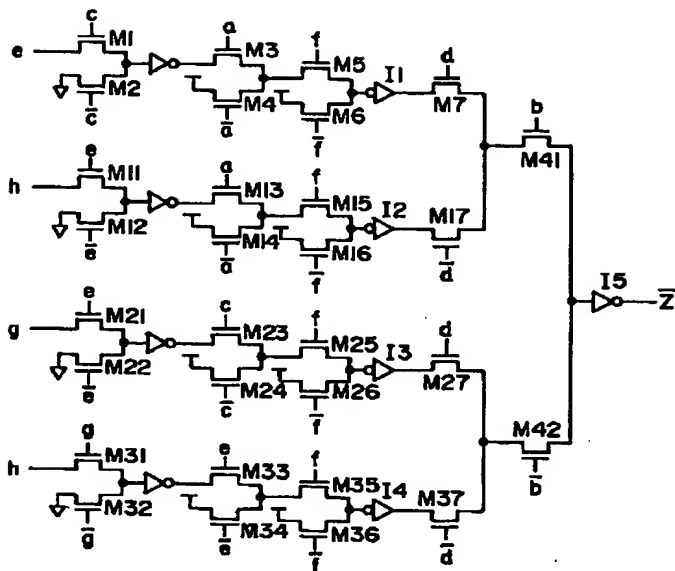 c
e M1
a
M3
f
M5 I1
d
M7
M2
c̄
M4
ā
M6
f̄
b
M41
e
h M11
a
M13
f
M15 I2
M17
d̄
M12
ē
M14
ā
M16
f̄
I5
Z̄
e
g M21
c
M23
f
M25 I3
d
M27
M22
ē
M24
c̄
M26
f̄
M42
b̄
g
h M31
e
M33
f
M35 I4
M37
d̄
M32
ḡ
M34
ē
M36
f̄